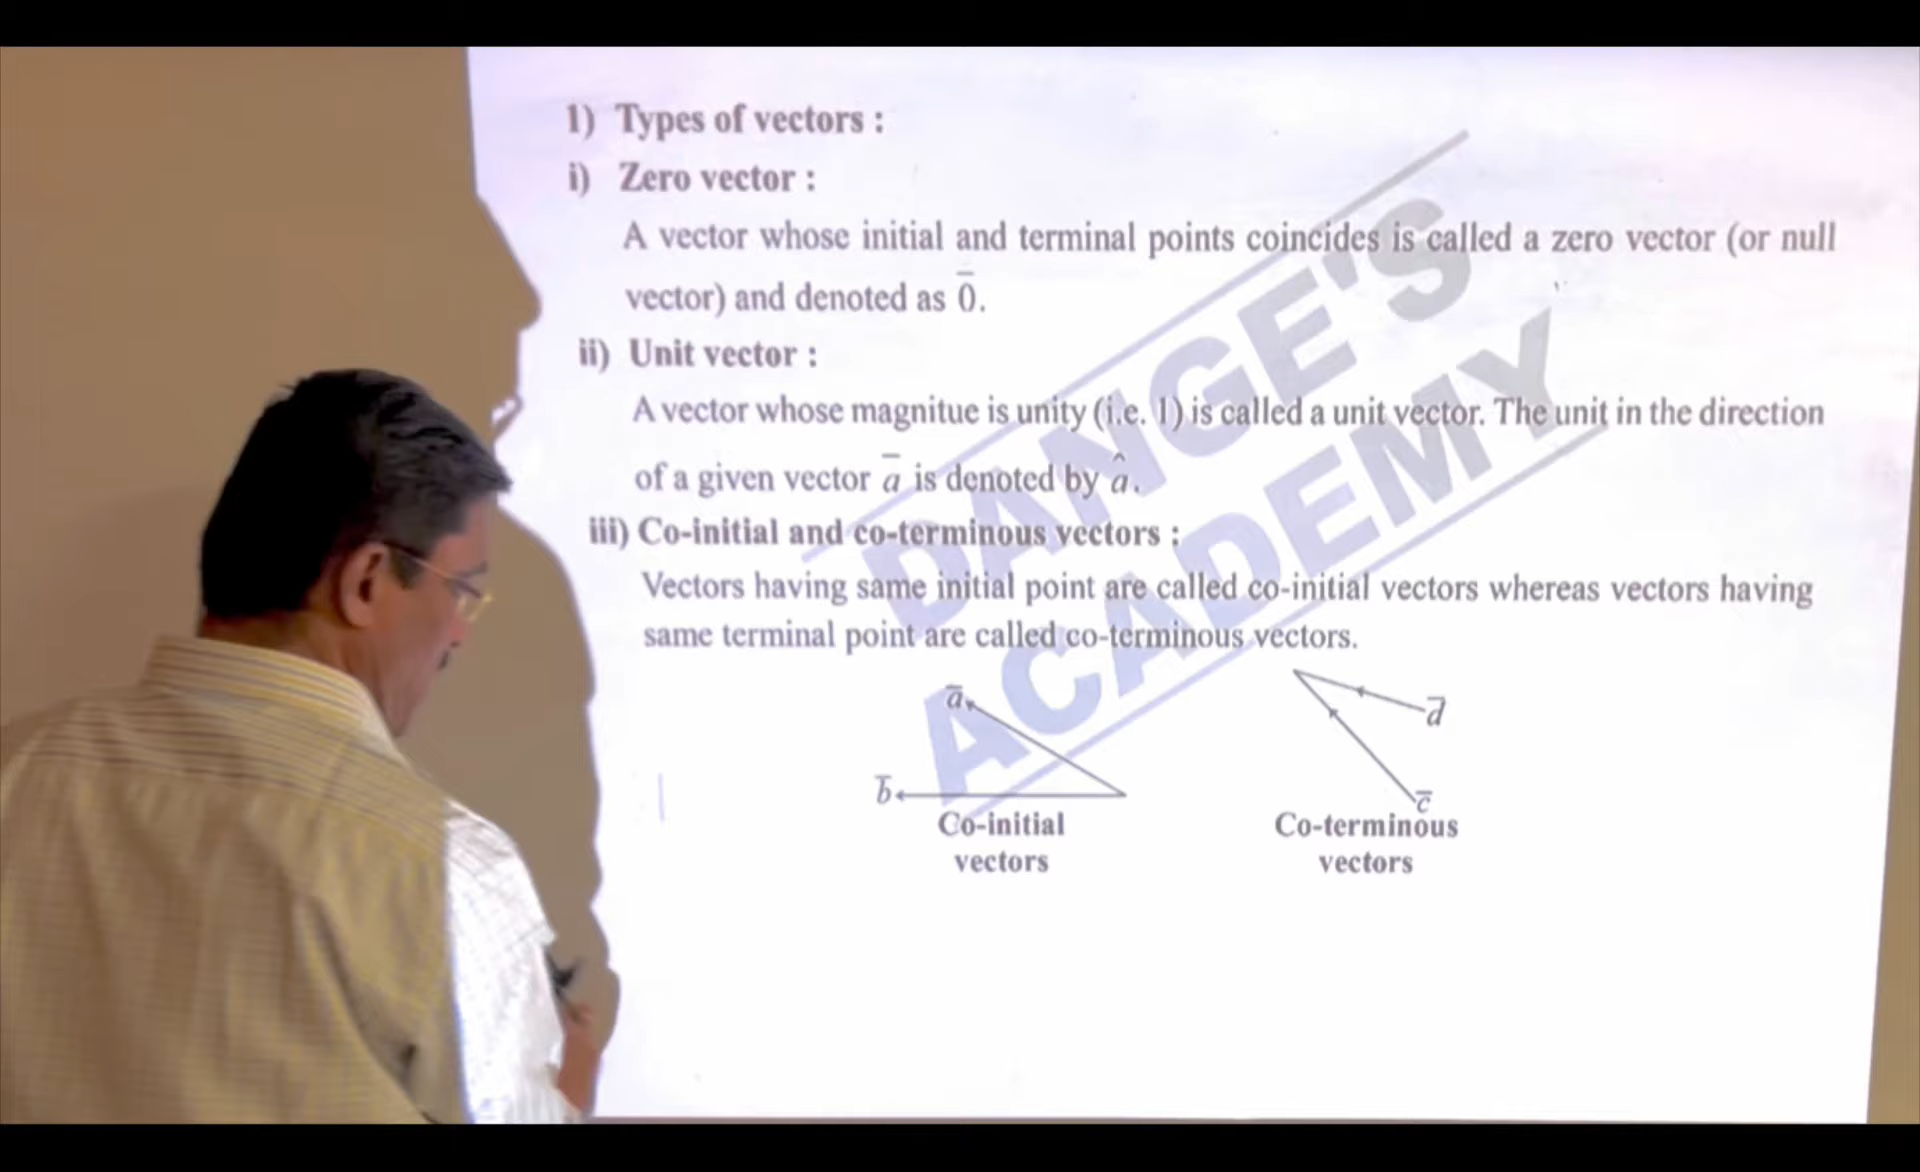 1) Types of vectors :
i) Zero vector :
A vector whose initial and terminal points coincides is called a zero vector (or null
vector) and denoted as 0̄.
ii) Unit vector :
A vector whose magnitue is unity (i.e. 1) is called a unit vector. The unit in the direction
of a given vector a̅ is denoted by â.
iii) Co-initial and co-terminous vectors :
Vectors having same initial point are called co-initial vectors whereas vectors having
same terminal point are called co-terminous vectors.
a̅
b̅
Co-initial
vectors
d̅
c̅
Co-terminous
vectors
DANGE'S
ACADEMY